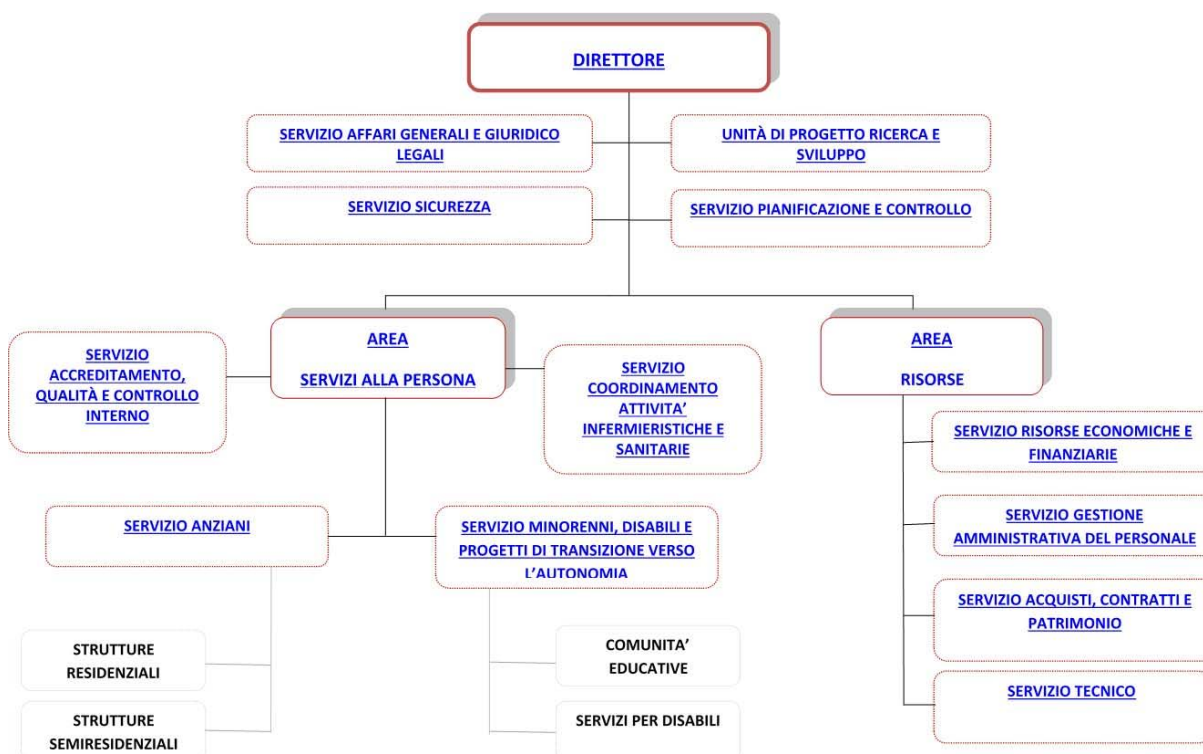 DIRETTORE
SERVIZIO AFFARI GENERALI E GIURIDICO
LEGALI
UNITÀ DI PROGETTO RICERCA E
SVILUPPO
SERVIZIO SICUREZZA
SERVIZIO PIANIFICAZIONE E CONTROLLO
SERVIZIO
ACCREDITAMENTO,
QUALITÀ E CONTROLLO
INTERNO
AREA
SERVIZI ALLA PERSONA
SERVIZIO
COORDINAMENTO
ATTIVITA’
INFERMIERISTICHE E
SANITARIE
AREA
RISORSE
SERVIZIO RISORSE ECONOMICHE E
FINANZIARIE
SERVIZIO GESTIONE
AMMINISTRATIVA DEL PERSONALE
SERVIZIO ACQUISTI, CONTRATTI E
PATRIMONIO
SERVIZIO TECNICO
SERVIZIO ANZIANI
SERVIZIO MINORENNI, DISABILI E
PROGETTI DI TRANSIZIONE VERSO
L’AUTONOMIA
STRUTTURE
RESIDENZIALI
STRUTTURE
SEMIRESIDENZIALI
COMUNITA’
EDUCATIVE
SERVIZI PER DISABILI